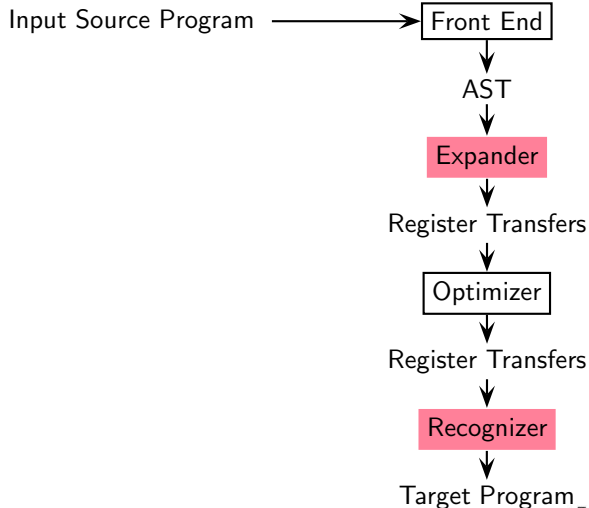 Input Source Program
Front End
AST
Expander
Register Transfers
Optimizer
Register Transfers
Recognizer
Target Program